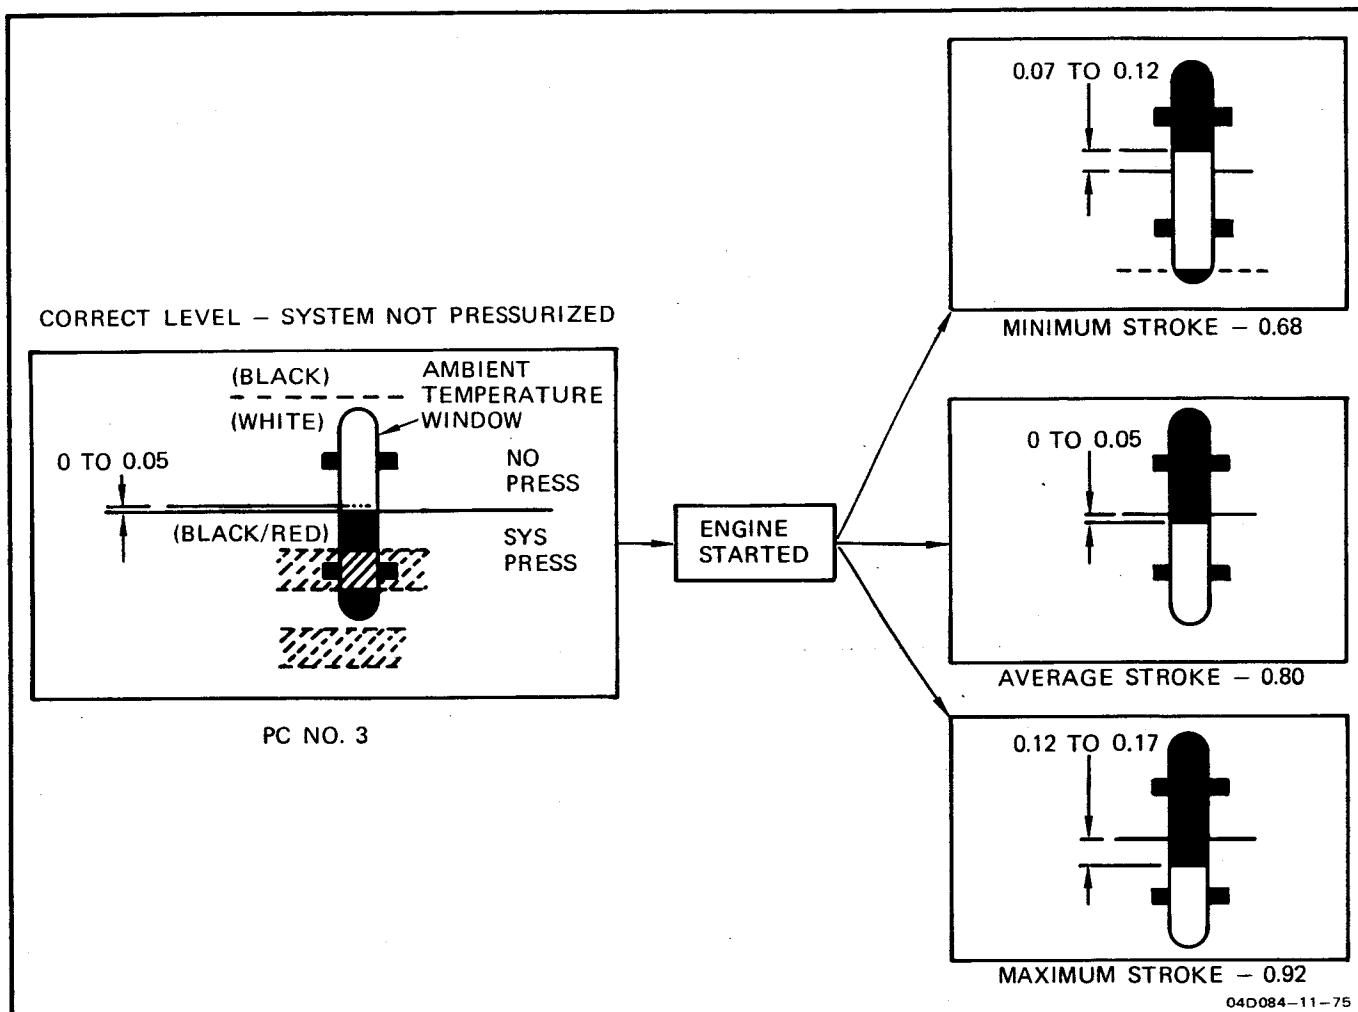 CORRECT LEVEL – SYSTEM NOT PRESSURIZED
(BLACK)
(WHITE)
AMBIENT
TEMPERATURE
WINDOW
0 TO 0.05
NO
PRESS
(BLACK/RED)
SYS
PRESS
PC NO. 3
ENGINE
STARTED
0.07 TO 0.12
MINIMUM STROKE – 0.68
0 TO 0.05
AVERAGE STROKE – 0.80
0.12 TO 0.17
MAXIMUM STROKE – 0.92
04D084–11–75